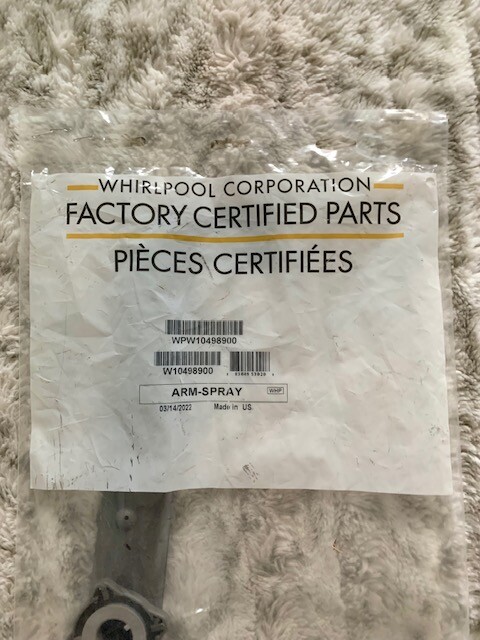 WHIRLPOOL CORPORATION
FACTORY CERTIFIED PARTS
PIÈCES CERTIFIÉES
WPW10498900
W10498900
ARM-SPRAY WHP
03/14/2022 Made in US.